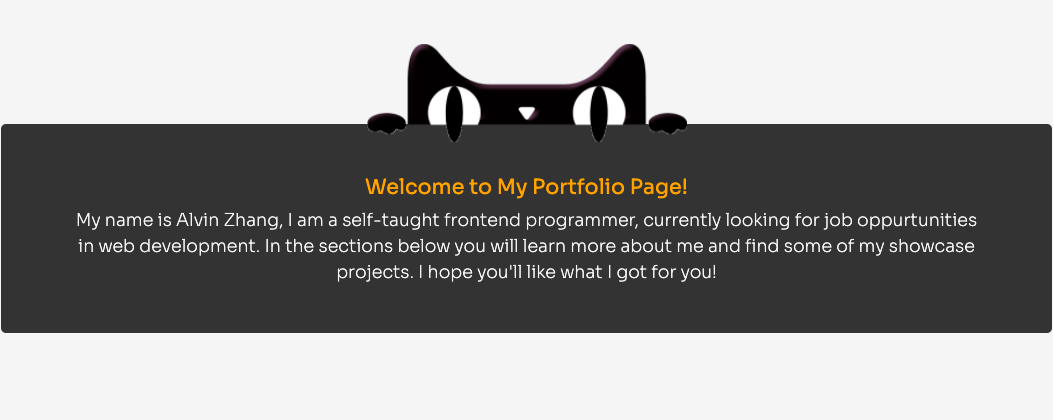 Welcome to My Portfolio Page!
My name is Alvin Zhang, I am a self-taught frontend programmer, currently looking for job oppurtunities
in web development. In the sections below you will learn more about me and find some of my showcase
projects. I hope you'll like what I got for you!